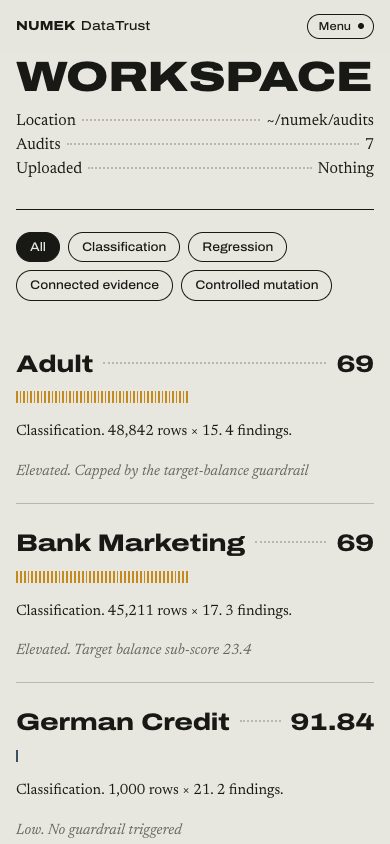 NUMEK DataTrust
Menu
WORKSPACE
Location ~/numek/audits
Audits 7
Uploaded Nothing
All Classification Regression
Connected evidence Controlled mutation
Adult 69
Classification. 48,842 rows × 15. 4 findings.
Elevated. Capped by the target-balance guardrail
Bank Marketing 69
Classification. 45,211 rows × 17. 3 findings.
Elevated. Target balance sub-score 23.4
German Credit 91.84
Classification. 1,000 rows × 21. 2 findings.
Low. No guardrail triggered